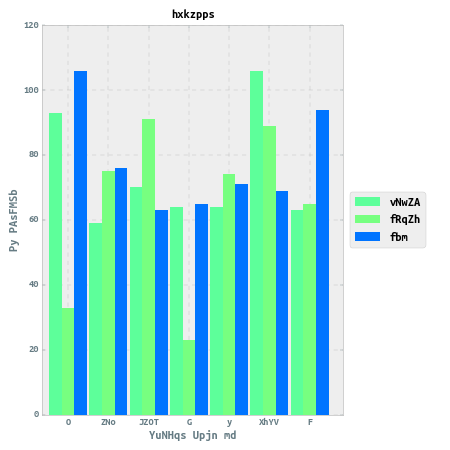 hxkzpps
120
100
80
60
40
20
0
Py PAsFMSb
O ZNo JZOT G y XhYV F
YuNHqs Upjn md
vNwZA
fRqZh
fbm